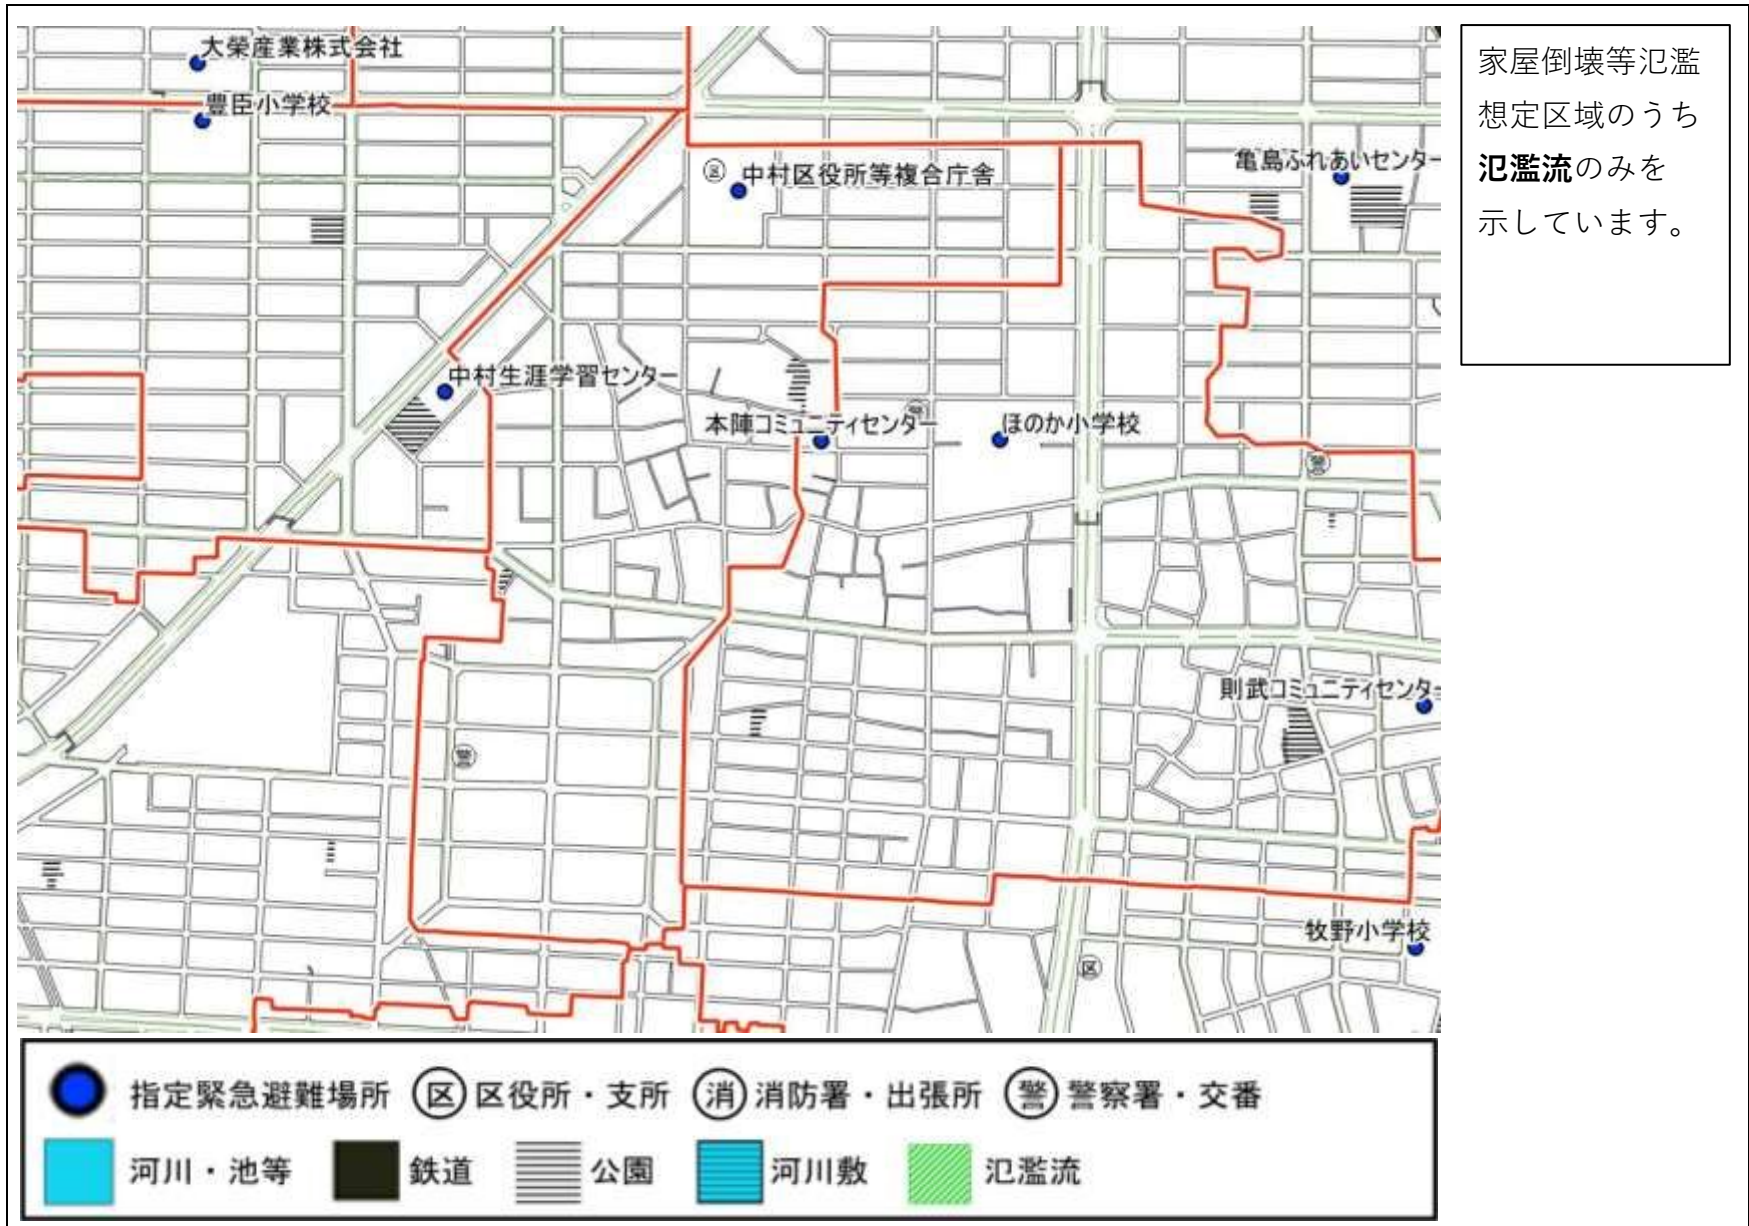 大榮産業株式会社
豊臣小学校
区 中村区役所等複合庁舎
亀島ふれあいセンター
中村生涯学習センター
本陣コミュニティセンター
ほのか小学校
警
則武コミュニティセンター
警
牧野小学校
区
家屋倒壊等氾濫
想定区域のうち
氾濫流のみを
示しています。
指定緊急避難場所 区 区役所・支所 消 消防署・出張所 警 警察署・交番
河川・池等 鉄道 公園 河川敷 氾濫流